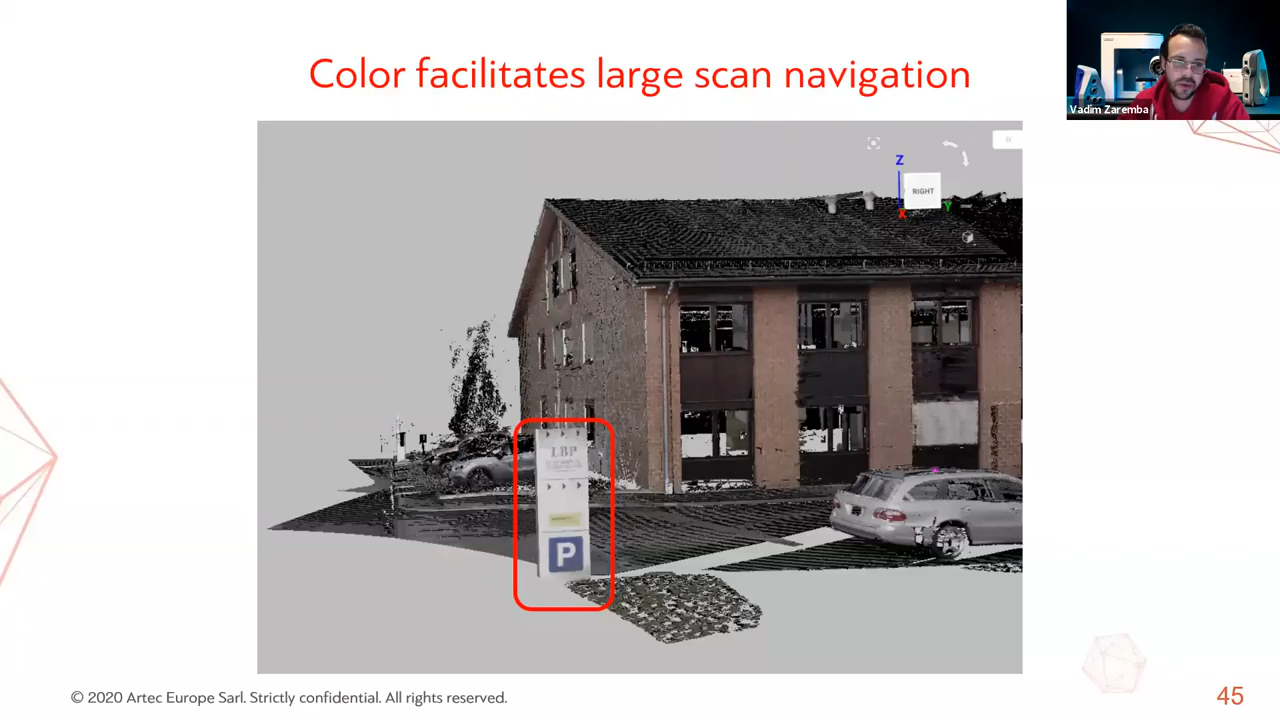 Color facilitates large scan navigation
Vadim Zaremba
Z
RIGHT
X
Y
LBP
P
© 2020 Artec Europe Sarl. Strictly confidential. All rights reserved.
45